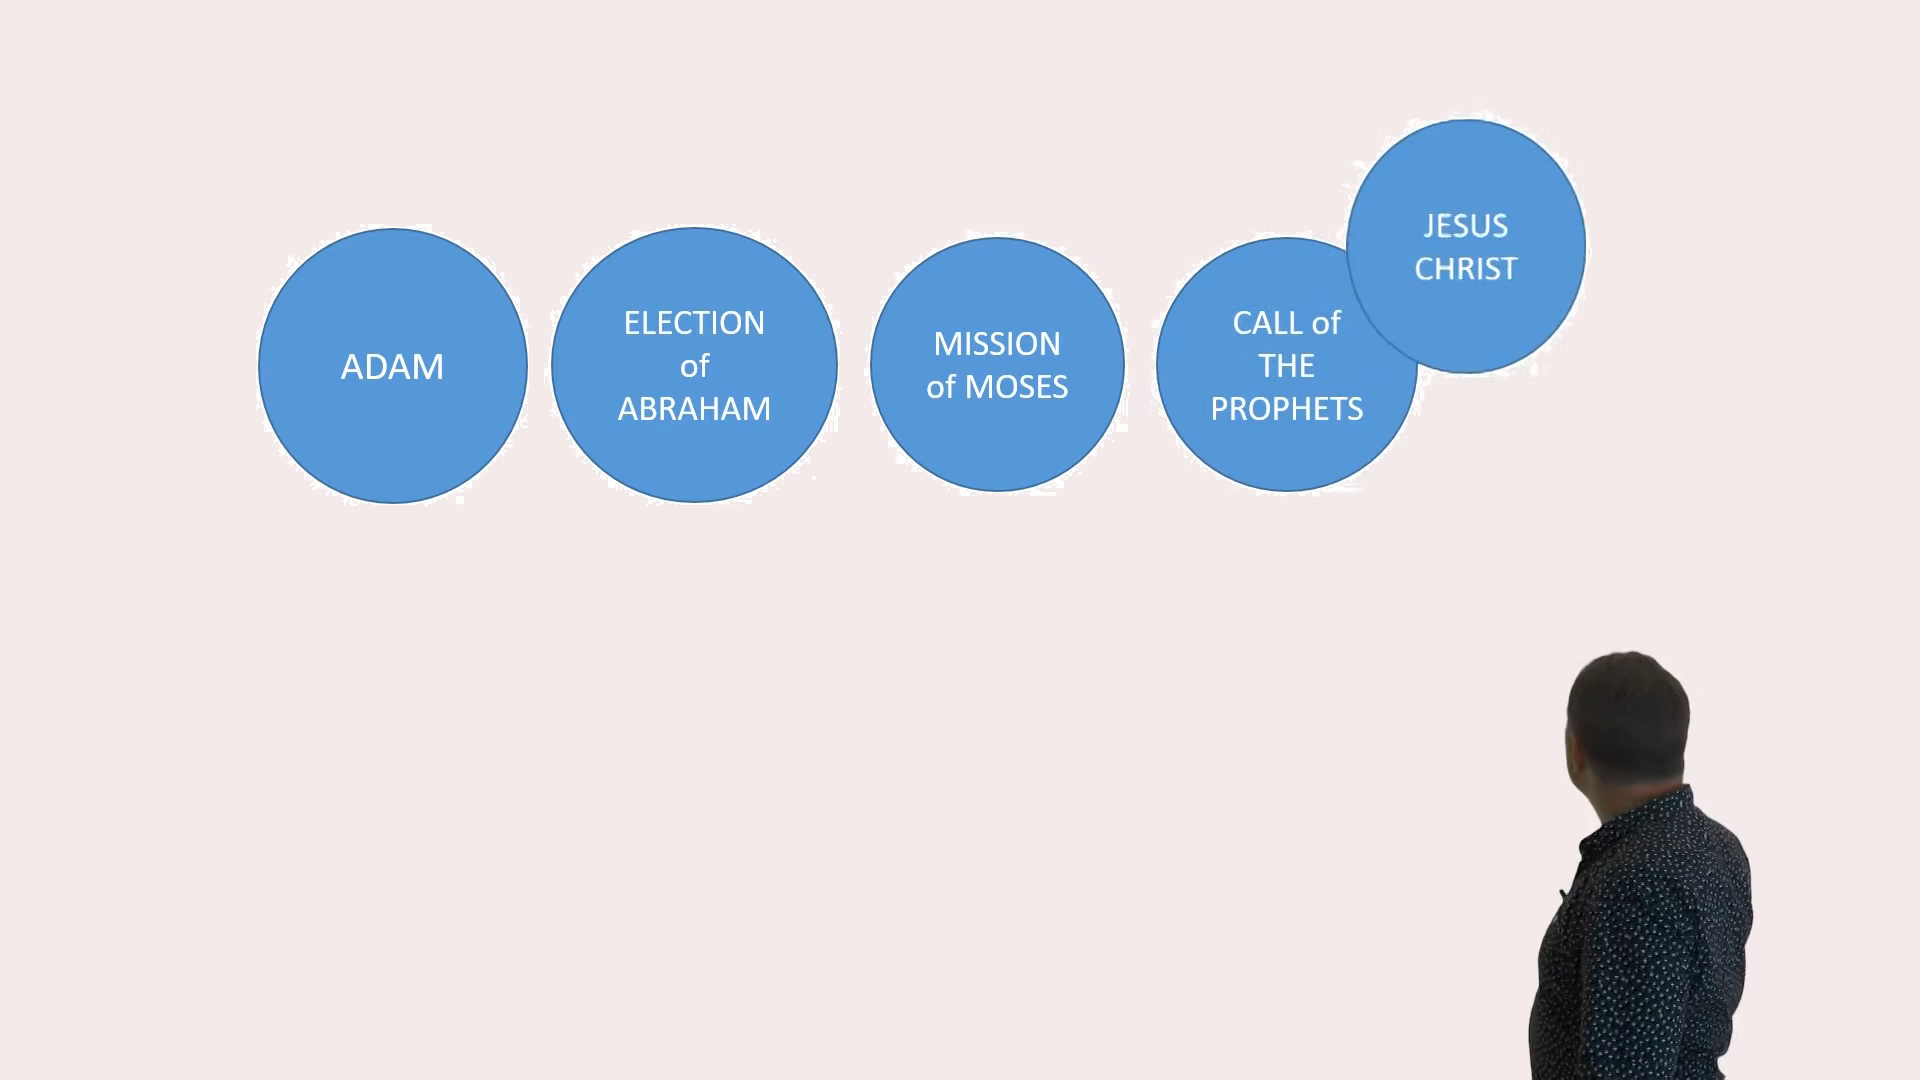 ADAM
ELECTION
of
ABRAHAM
MISSION
of MOSES
CALL of
THE
PROPHETS
JESUS
CHRIST